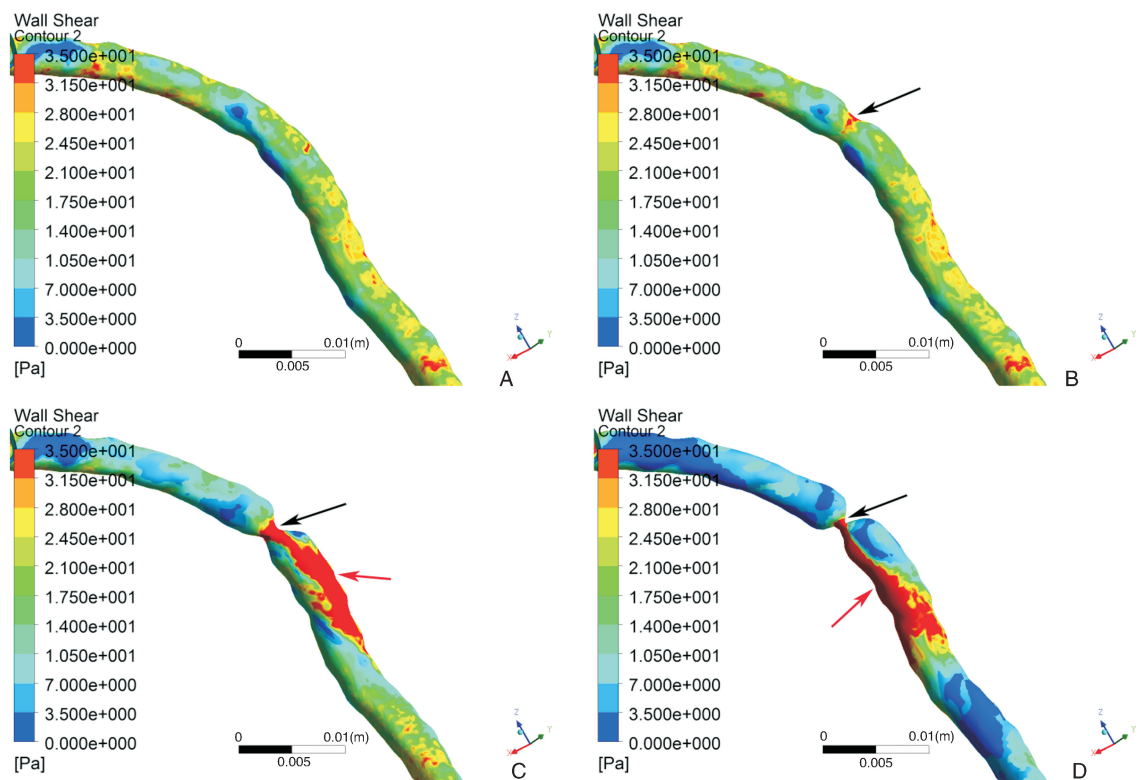 Wall Shear
Contour 2
3.500e+001
3.150e+001
2.800e+001
2.450e+001
2.100e+001
1.750e+001
1.400e+001
1.050e+001
7.000e+000
3.500e+000
0.000e+000
[Pa]
0 0.01(m)
0.005
Z
Y
X
A
Wall Shear
Contour 2
3.500e+001
3.150e+001
2.800e+001
2.450e+001
2.100e+001
1.750e+001
1.400e+001
1.050e+001
7.000e+000
3.500e+000
0.000e+000
[Pa]
0 0.01(m)
0.005
Z
Y
X
B
Wall Shear
Contour 2
3.500e+001
3.150e+001
2.800e+001
2.450e+001
2.100e+001
1.750e+001
1.400e+001
1.050e+001
7.000e+000
3.500e+000
0.000e+000
[Pa]
0 0.01(m)
0.005
Z
Y
X
C
Wall Shear
Contour 2
3.500e+001
3.150e+001
2.800e+001
2.450e+001
2.100e+001
1.750e+001
1.400e+001
1.050e+001
7.000e+000
3.500e+000
0.000e+000
[Pa]
0 0.01(m)
0.005
Z
Y
X
D